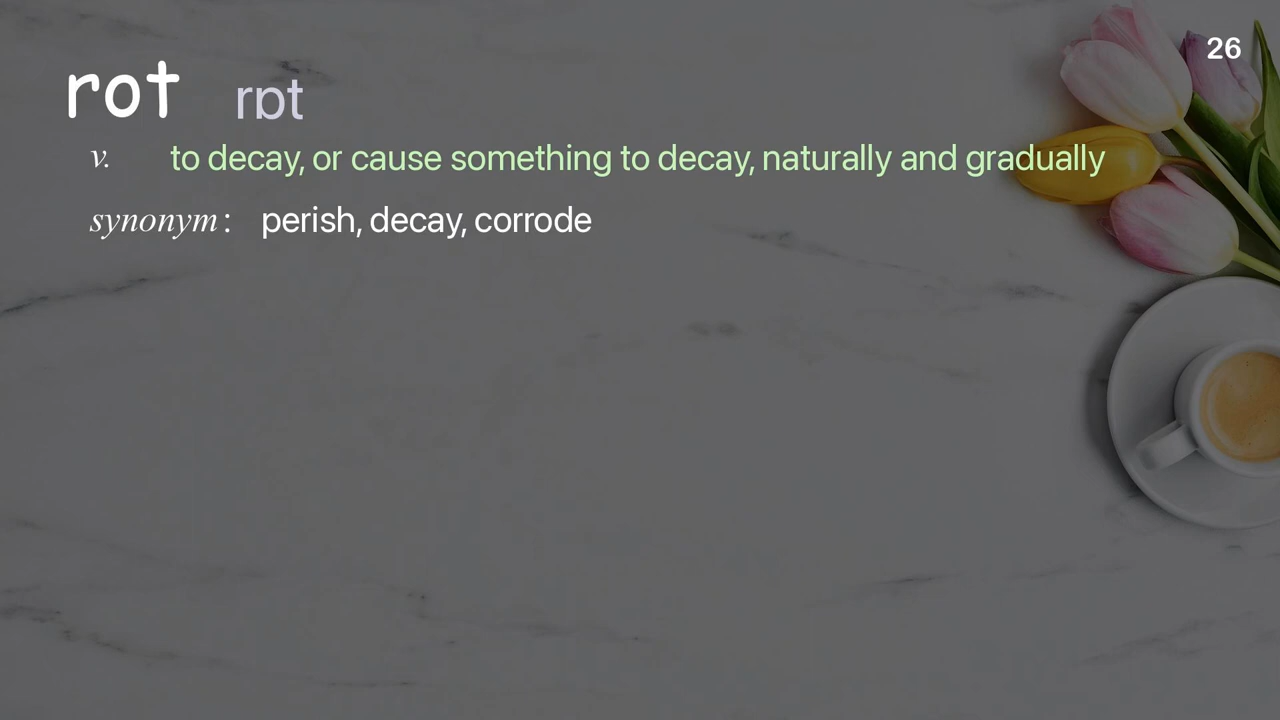 26
rot rɒt
v. to decay, or cause something to decay, naturally and gradually
synonym: perish, decay, corrode